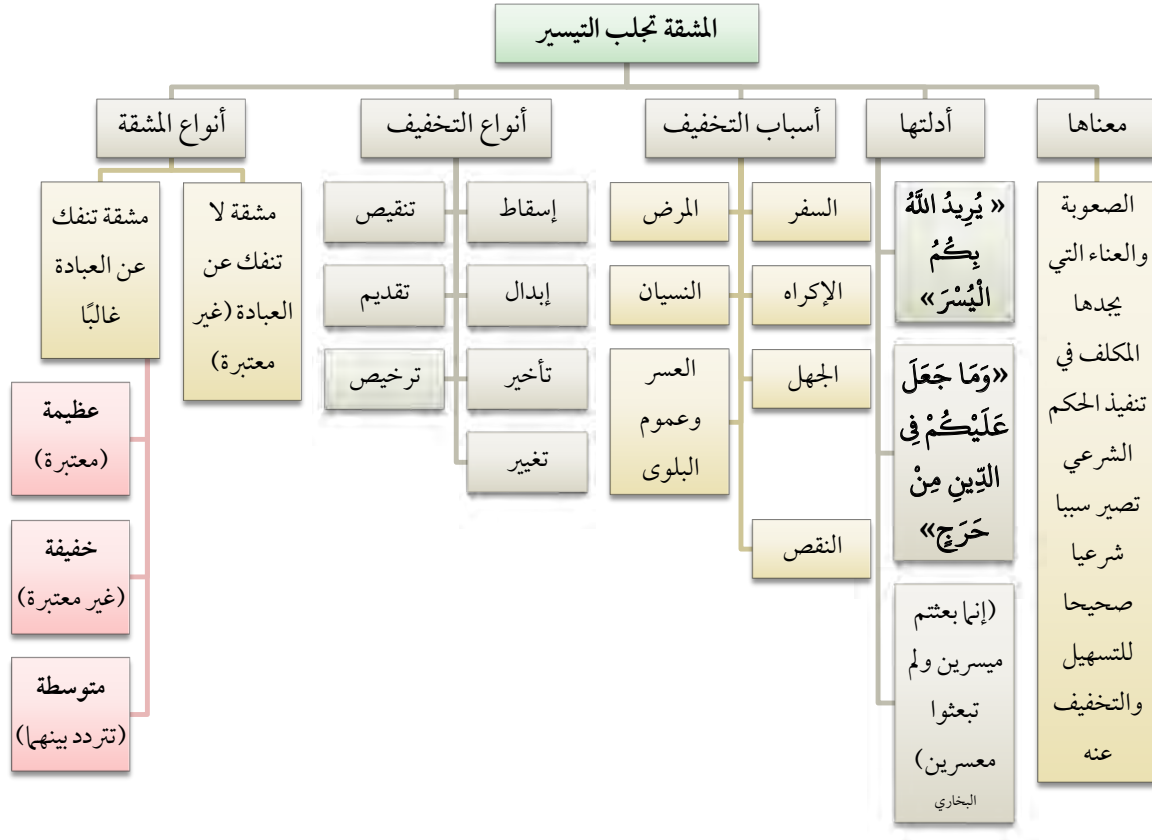 المشقة تجلب التيسير
معناها
الصعوبة
والعناء التي
يجدها
المكلف في
تنفيذ الحكم
الشرعي
تصير سببا
شرعيا
صحيحا
للتسهيل
والتخفيف
عنه
أدلتها
« يُرِيدُ اللَّهُ
بِكُمُ
الْيُسْرَ»
«وَمَا جَعَلَ
عَلَيْكُمْ فِي
الدِّينِ مِنْ
حَرَجٍ»
(إنما بعثتم
ميسرين ولم
تبعثوا
معسرين)
البخاري
أسباب التخفيف
السفر
المرض
الإكراه
النسيان
الجهل
العسر
وعموم
البلوى
النقص
أنواع التخفيف
إسقاط
تنقيص
إبدال
تقديم
تأخير
ترخيص
تغيير
أنواع المشقة
مشقة لا
تنفك عن
العبادة (غير
معتبرة)
مشقة تنفك
عن العبادة
غالبًا
عظيمة
(معتبرة)
خفيفة
(غير معتبرة)
متوسطة
(تتردد بينهما)